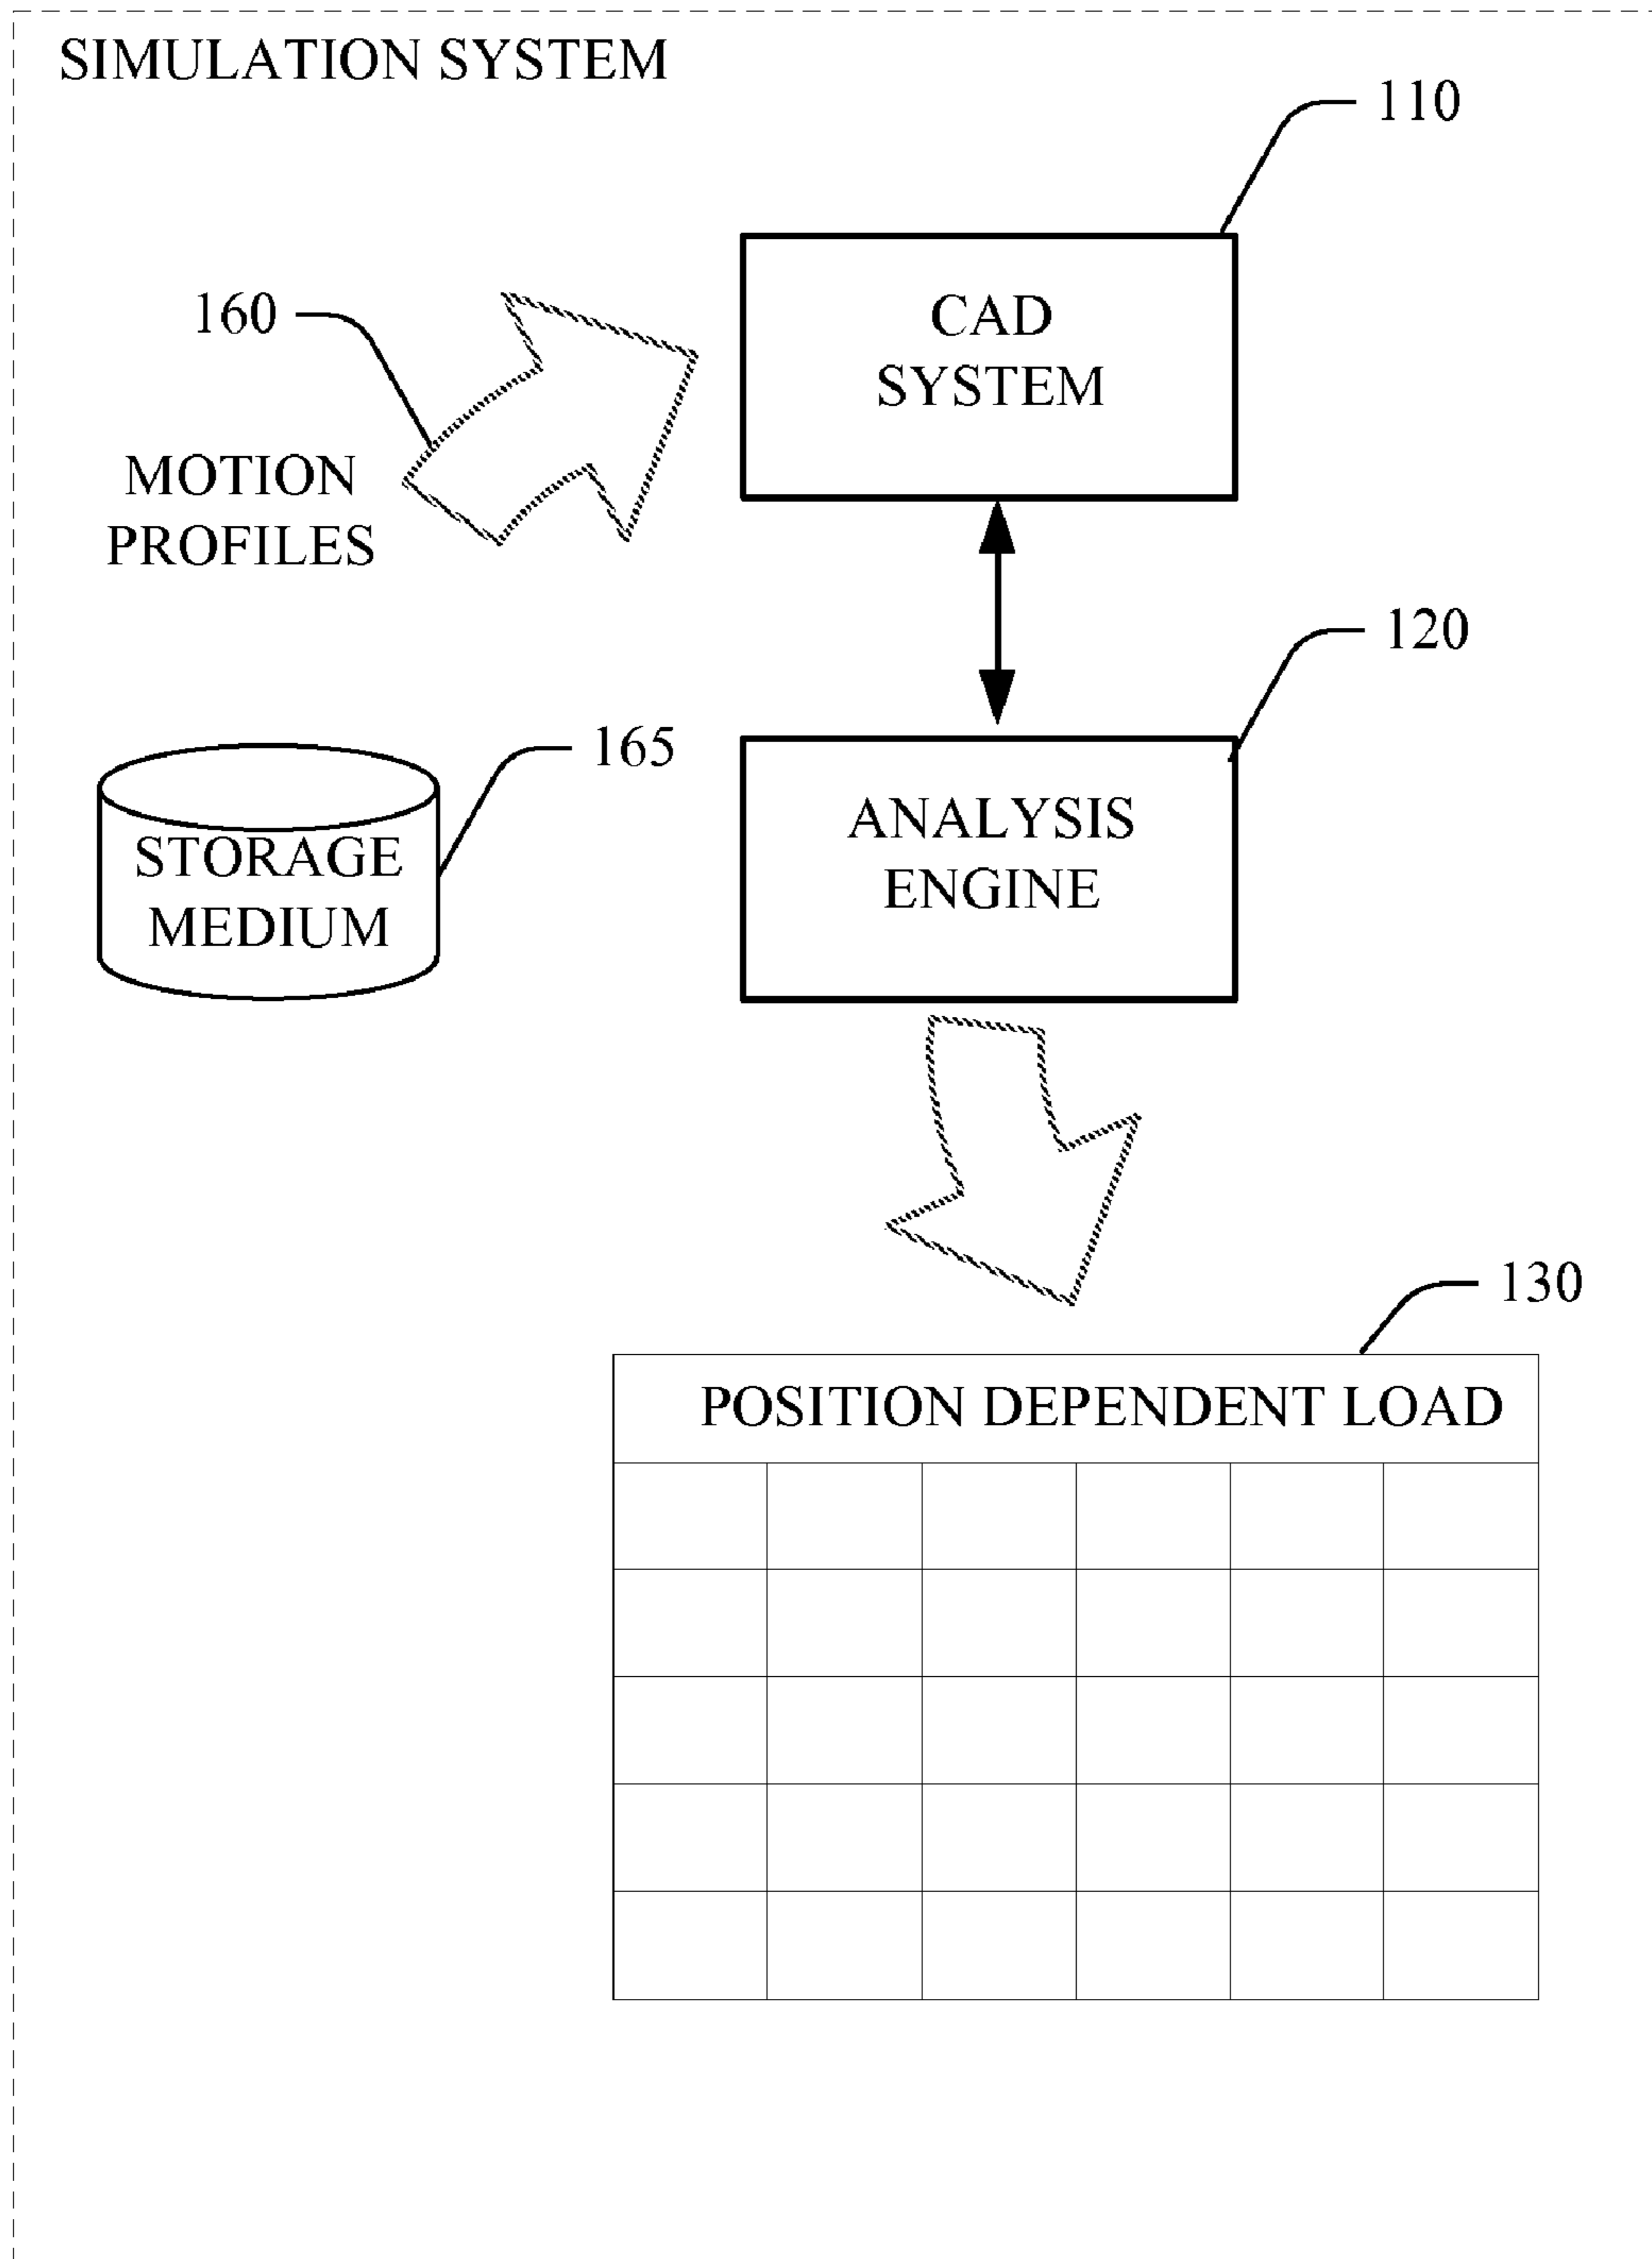 SIMULATION SYSTEM
110
CAD
SYSTEM
160
MOTION
PROFILES
120
165
STORAGE
MEDIUM
ANALYSIS
ENGINE
130
POSITION DEPENDENT LOAD